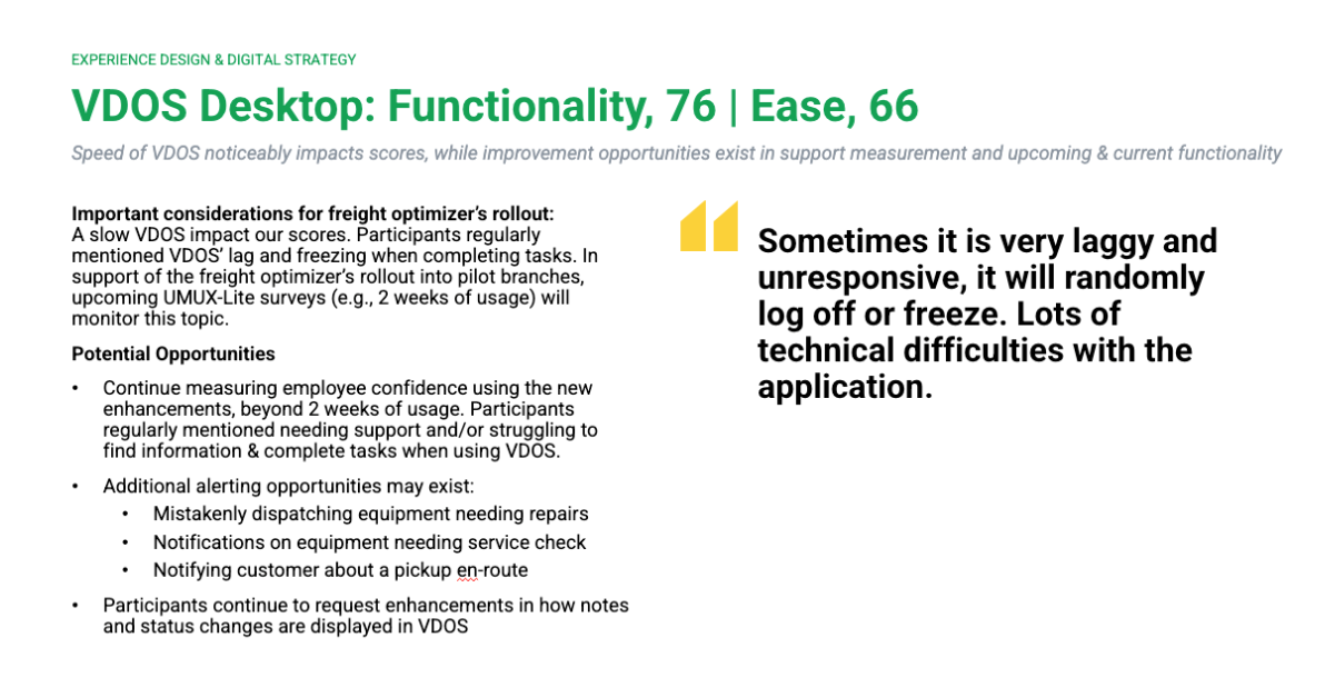 EXPERIENCE DESIGN & DIGITAL STRATEGY
VDOS Desktop: Functionality, 76 | Ease, 66
Speed of VDOS noticeably impacts scores, while improvement opportunities exist in support measurement and upcoming & current functionality
Important considerations for freight optimizer’s rollout:
A slow VDOS impact our scores. Participants regularly
mentioned VDOS’ lag and freezing when completing tasks. In
support of the freight optimizer’s rollout into pilot branches,
upcoming UMUX-Lite surveys (e.g., 2 weeks of usage) will
monitor this topic.
Potential Opportunities
• Continue measuring employee confidence using the new
enhancements, beyond 2 weeks of usage. Participants
regularly mentioned needing support and/or struggling to
find information & complete tasks when using VDOS.
• Additional alerting opportunities may exist:
• Mistakenly dispatching equipment needing repairs
• Notifications on equipment needing service check
• Notifying customer about a pickup en-route
• Participants continue to request enhancements in how notes
and status changes are displayed in VDOS
Sometimes it is very laggy and
unresponsive, it will randomly
log off or freeze. Lots of
technical difficulties with the
application.